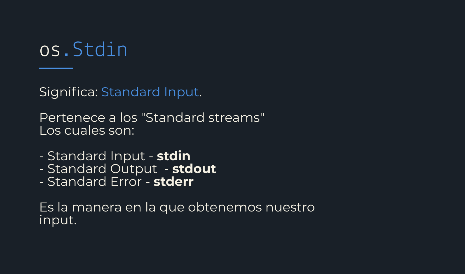 os.Stdin
Significa: Standard Input.
Pertenece a los "Standard streams"
Los cuales son:
- Standard Input - stdin
- Standard Output - stdout
- Standard Error - stderr
Es la manera en la que obtenemos nuestro
input.